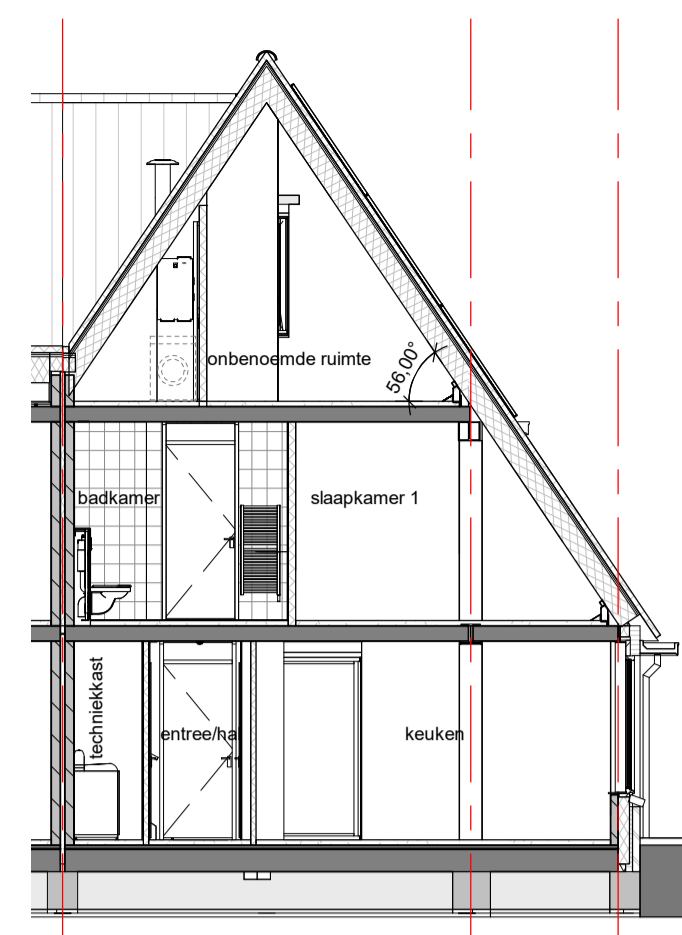 onbenoemde ruimte
56,00°
badkamer
slaapkamer 1
techniekkast
entree/hal
keuken